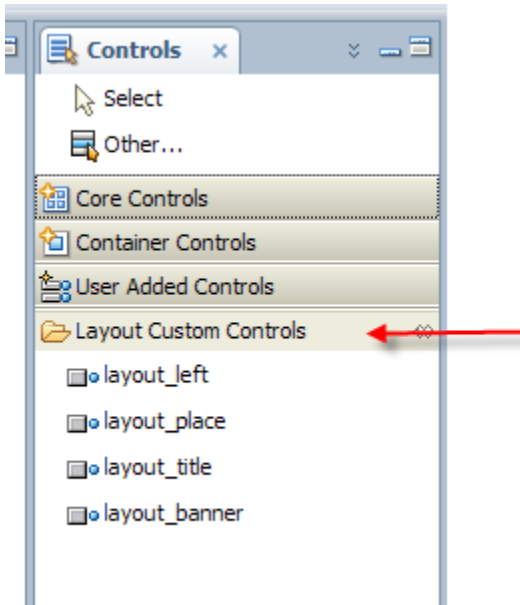 Controls
Select
Other...
Core Controls
Container Controls
User Added Controls
Layout Custom Controls
layout_left
layout_place
layout_title
layout_banner